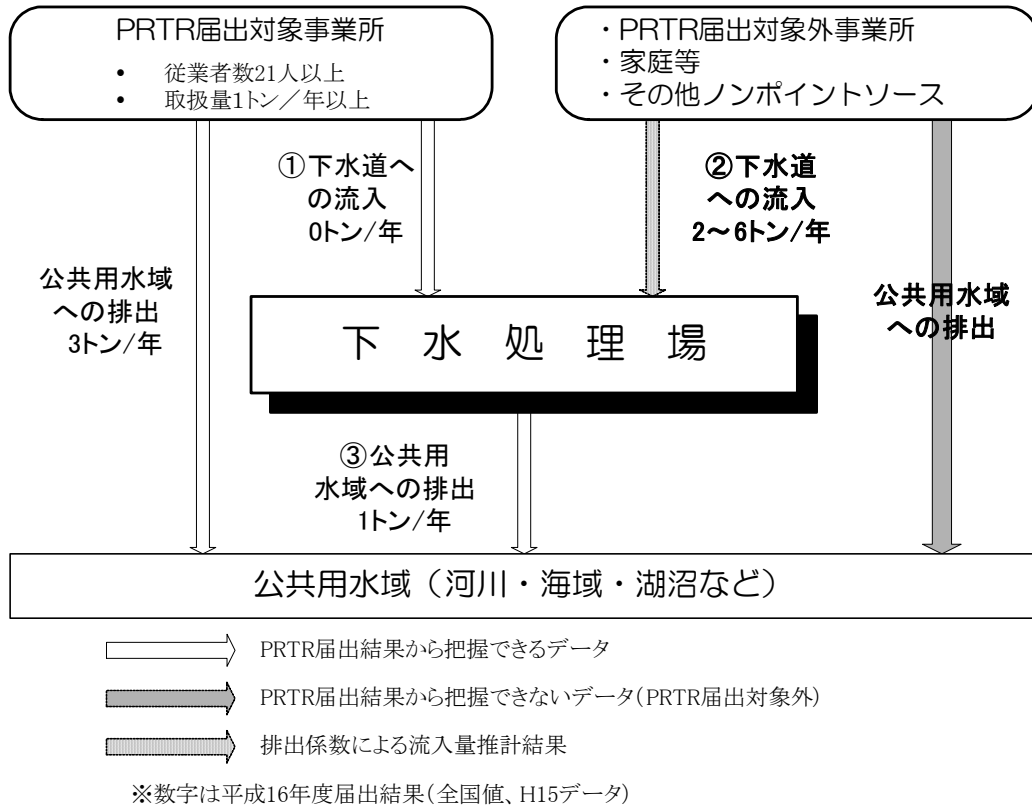 PRTR届出対象事業所
• 従業者数21人以上
• 取扱量1トン／年以上
・PRTR届出対象外事業所
・家庭等
・その他ノンポイントソース
①下水道へ
の流入
0トン/年
②下水道
への流入
2～6トン/年
公共用水域
への排出
3トン/年
公共用水域
への排出
下水処理場
③公共用
水域への排出
1トン/年
公共用水域（河川・海域・湖沼など）
PRTR届出結果から把握できるデータ
PRTR届出結果から把握できないデータ(PRTR届出対象外)
排出係数による流入量推計結果
※数字は平成16年度届出結果(全国値、H15データ)